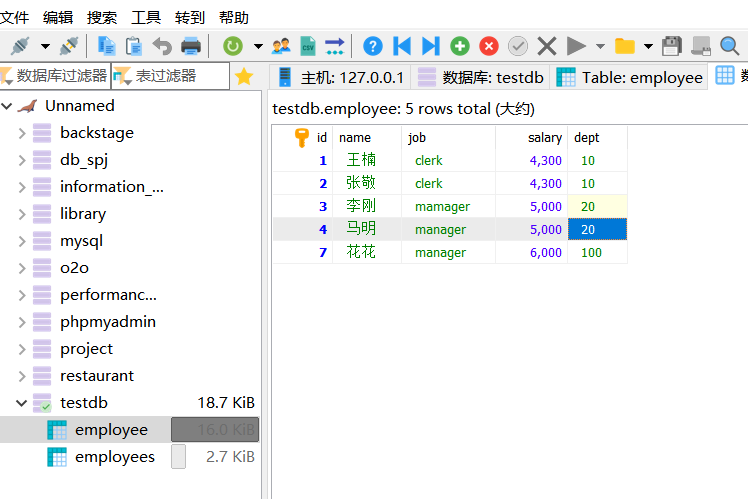 文件 编辑 搜索 工具 转到 帮助
CSV
数据库过滤器 表过滤器
主机: 127.0.0.1 数据库: testdb Table: employee
testdb.employee: 5 rows total (大约)
Unnamed
backstage
db_spj
information_...
library
mysql
o2o
performanc...
phpmyadmin
project
restaurant
testdb 18.7 KiB
employee 16.0 KiB
employees 2.7 KiB
id name job salary dept
1 王楠 clerk 4,300 10
2 张敬 clerk 4,300 10
3 李刚 mamager 5,000 20
4 马明 manager 5,000 20
7 花花 manager 6,000 100